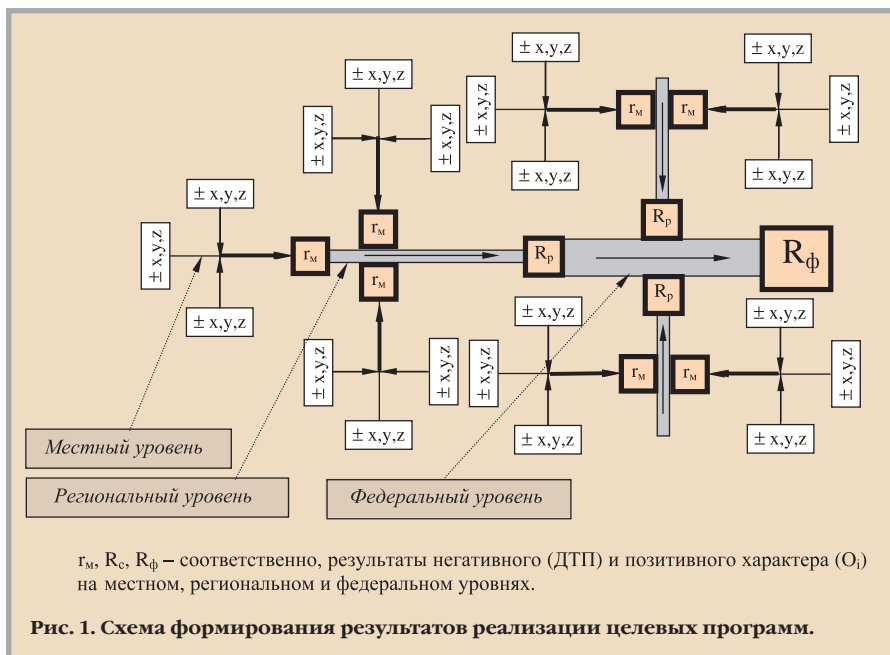 ± x,y,z
± x,y,z
± x,y,z
± x,y,z
± x,y,z
± x,y,z
± x,y,z
rм
rм
± x,y,z
± x,y,z
± x,y,z
± x,y,z
rм
Rр
± x,y,z
rм
Rр
Rф
rм
Rр
± x,y,z
± x,y,z
± x,y,z
± x,y,z
± x,y,z
± x,y,z
rм
rм
± x,y,z
± x,y,z
± x,y,z
± x,y,z
Местный уровень
Региональный уровень
Федеральный уровень
rм, Rс, Rф – соответственно, результаты негативного (ДТП) и позитивного характера (Oi)
на местном, региональном и федеральном уровнях.
Рис. 1. Схема формирования результатов реализации целевых программ.